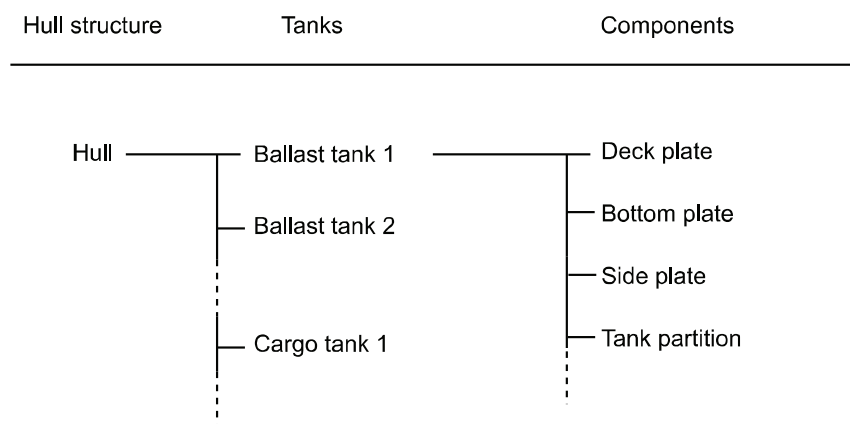 Hull structure Tanks Components
Hull Ballast tank 1 Deck plate
Ballast tank 2 Bottom plate
Side plate
Cargo tank 1 Tank partition